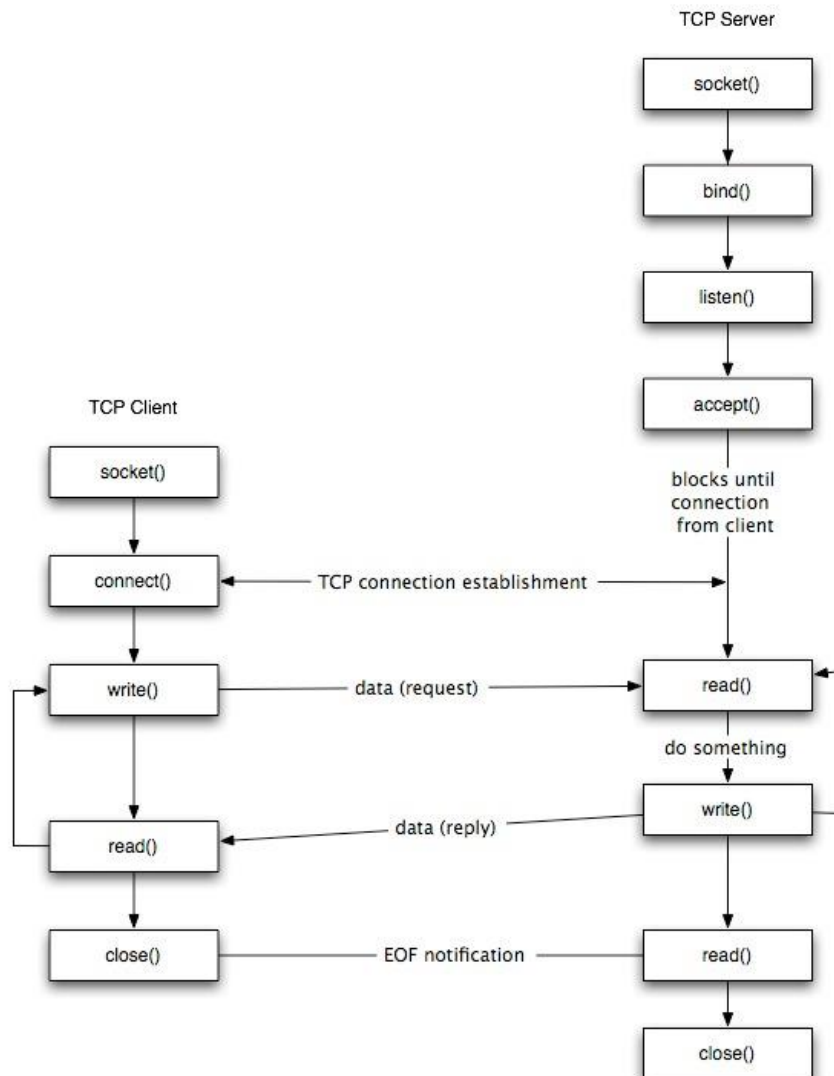 TCP Server
socket()
bind()
listen()
accept()
TCP Client
blocks until
connection
from client
socket()
connect()
TCP connection establishment
write()
data (request)
read()
do something
write()
data (reply)
read()
close()
EOF notification
read()
close()